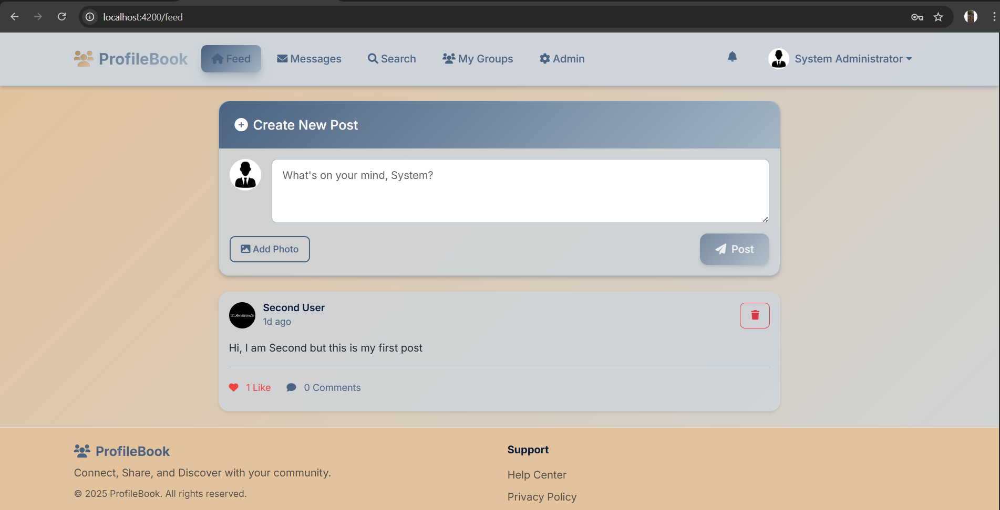 localhost:4200/feed
ProfileBook Feed Messages Search My Groups Admin System Administrator
Create New Post
What's on your mind, System?
Add Photo Post
I AM SECOND
Second User
1d ago
Hi, I am Second but this is my first post
1 Like 0 Comments
ProfileBook
Connect, Share, and Discover with your community.
© 2025 ProfileBook. All rights reserved.
Support
Help Center
Privacy Policy